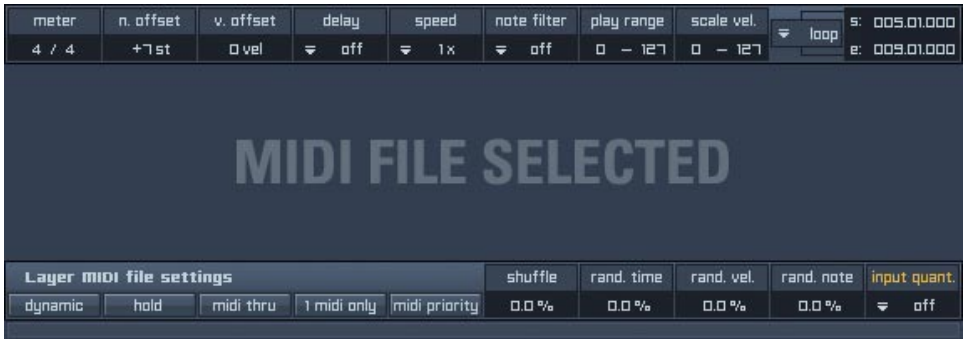 meter n. offset v. offset delay speed note filter play range scale vel. loop s: 005.01.000
4 / 4 +7 st 0 vel off 1x off 0 – 127 0 – 127 e: 005.01.000
MIDI FILE SELECTED
Layer MIDI file settings shuffle rand. time rand. vel. rand. note input quant.
dynamic hold midi thru 1 midi only midi priority 0.0 % 0.0 % 0.0 % 0.0 % off